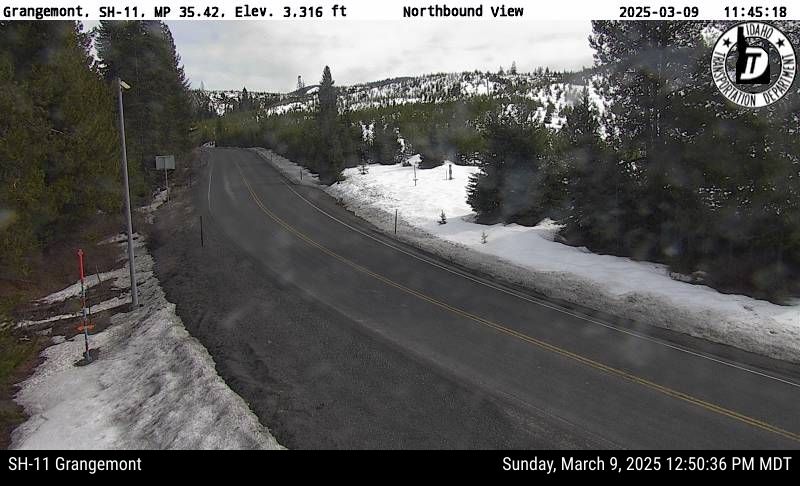 Grangemont, SH-11, MP 35.42, Elev. 3,316 ft Northbound View 2025-03-09 11:45:18
IDAHO
TRANSPORTATION DEPARTMENT
SH-11 Grangemont Sunday, March 9, 2025 12:50:36 PM MDT